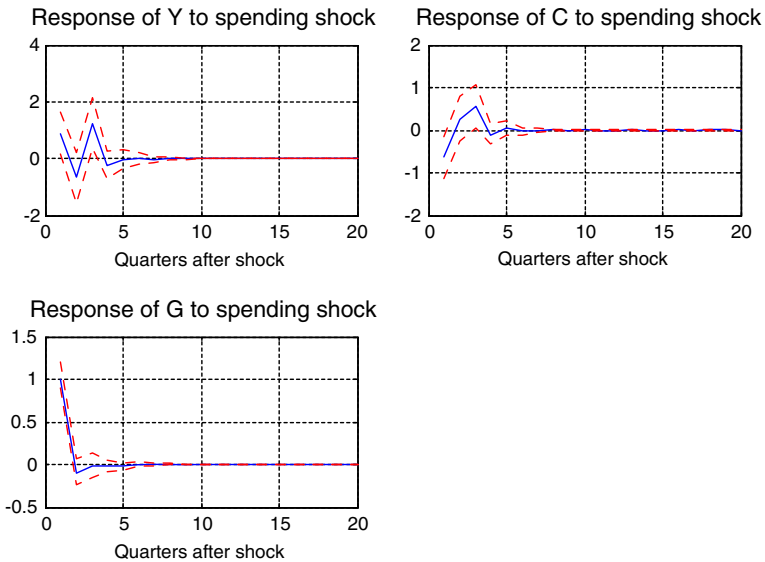 Response of Y to spending shock
4
2
0
-2
0 5 10 15 20
Quarters after shock
Response of C to spending shock
2
1
0
-1
-2
0 5 10 15 20
Quarters after shock
Response of G to spending shock
1.5
1
0.5
0
-0.5
0 5 10 15 20
Quarters after shock